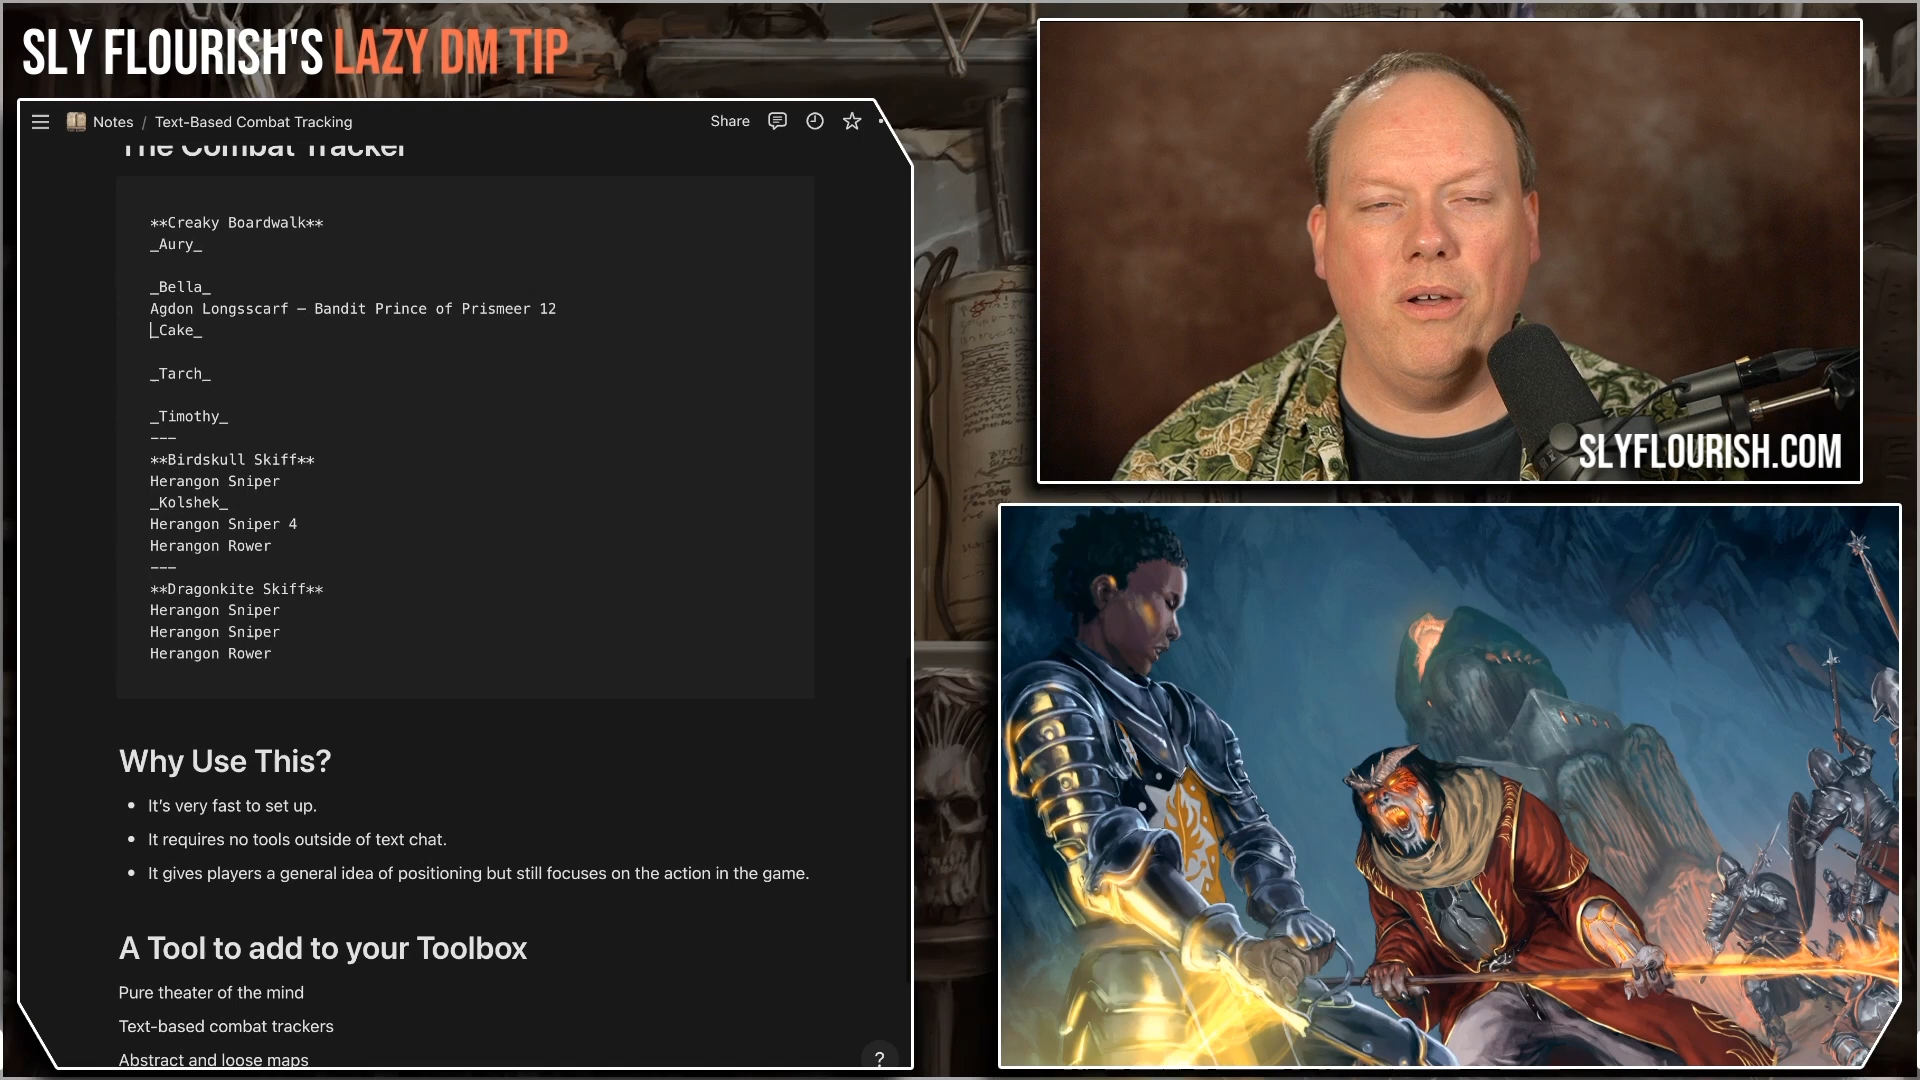 SLY FLOURISH'S LAZY DM TIP
Notes / Text-Based Combat Tracking
Share
The Combat Tracker
**Creaky Boardwalk**
_Aury_
_Bella_
Agdon Longsscarf – Bandit Prince of Prismeer 12
_Cake_
_Tarch_
_Timothy_
---
**Birdskull Skiff**
Herangon Sniper
_Kolshek_
Herangon Sniper 4
Herangon Rower
---
**Dragonkite Skiff**
Herangon Sniper
Herangon Sniper
Herangon Rower
Why Use This?
• It's very fast to set up.
• It requires no tools outside of text chat.
• It gives players a general idea of positioning but still focuses on the action in the game.
A Tool to add to your Toolbox
Pure theater of the mind
Text-based combat trackers
Abstract and loose maps
?
SLYFLOURISH.COM